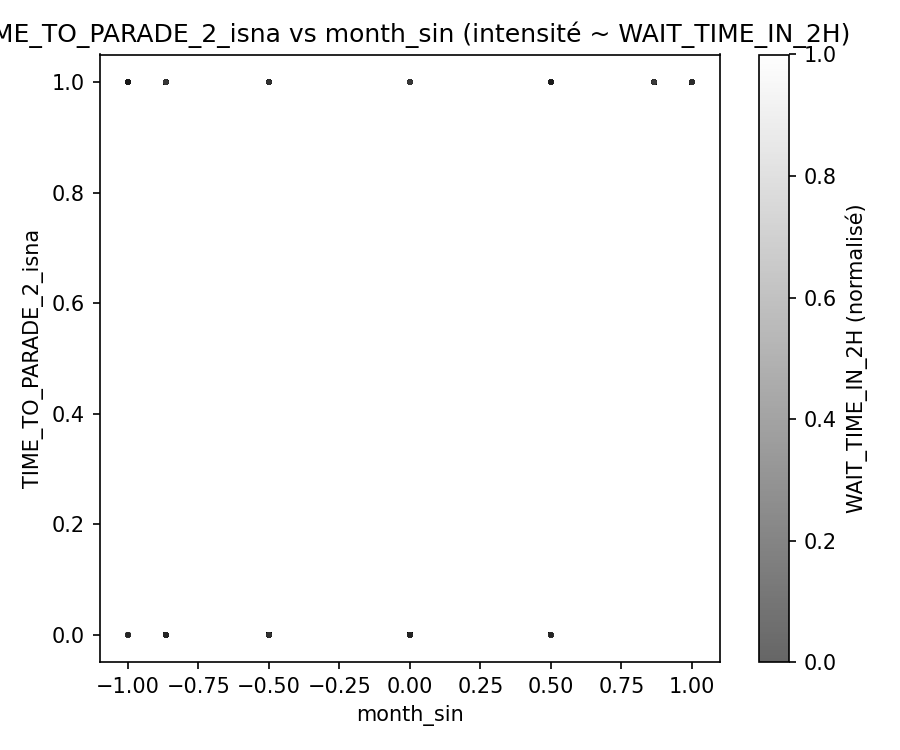 ME_TO_PARADE_2_isna vs month_sin (intensité ~ WAIT_TIME_IN_2H)
1.0
0.8
0.6
0.4
0.2
0.0
TIME_TO_PARADE_2_isna
−1.00 −0.75 −0.50 −0.25 0.00 0.25 0.50 0.75 1.00
month_sin
1.0
0.8
0.6
0.4
0.2
0.0
WAIT_TIME_IN_2H (normalisé)